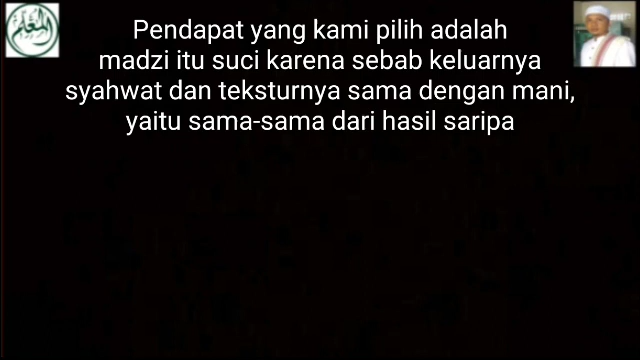 Pendapat yang kami pilih adalah
madzi itu suci karena sebab keluarnya
syahwat dan teksturnya sama dengan mani,
yaitu sama-sama dari hasil saripa